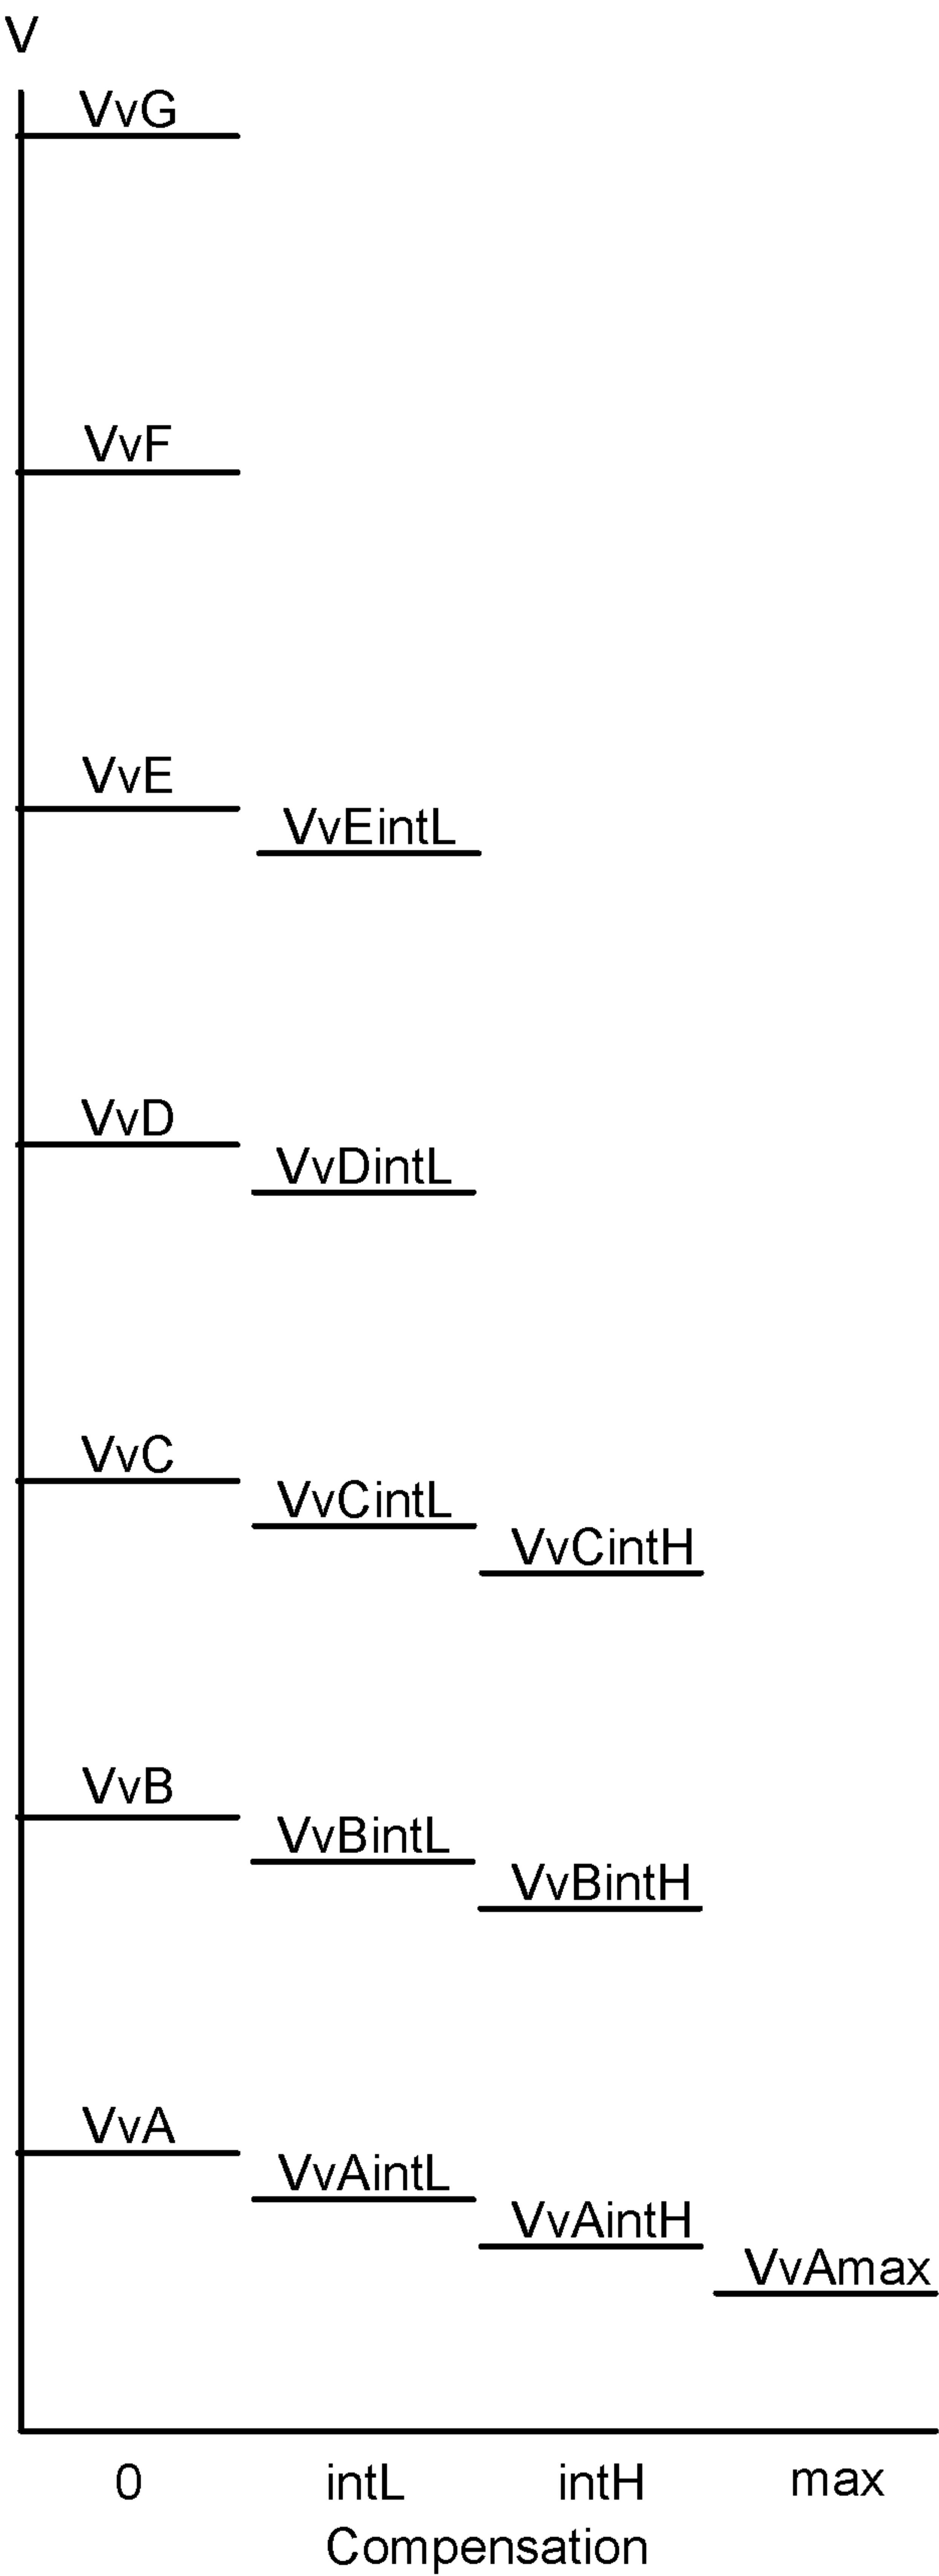 V
VvG
VvF
VvE
VvEintL
VvD
VvDintL
VvC
VvCintL
VvCintH
VvB
VvBintL
VvBintH
VvA
VvAintL
VvAintH
VvAmax
0 intL intH max
Compensation